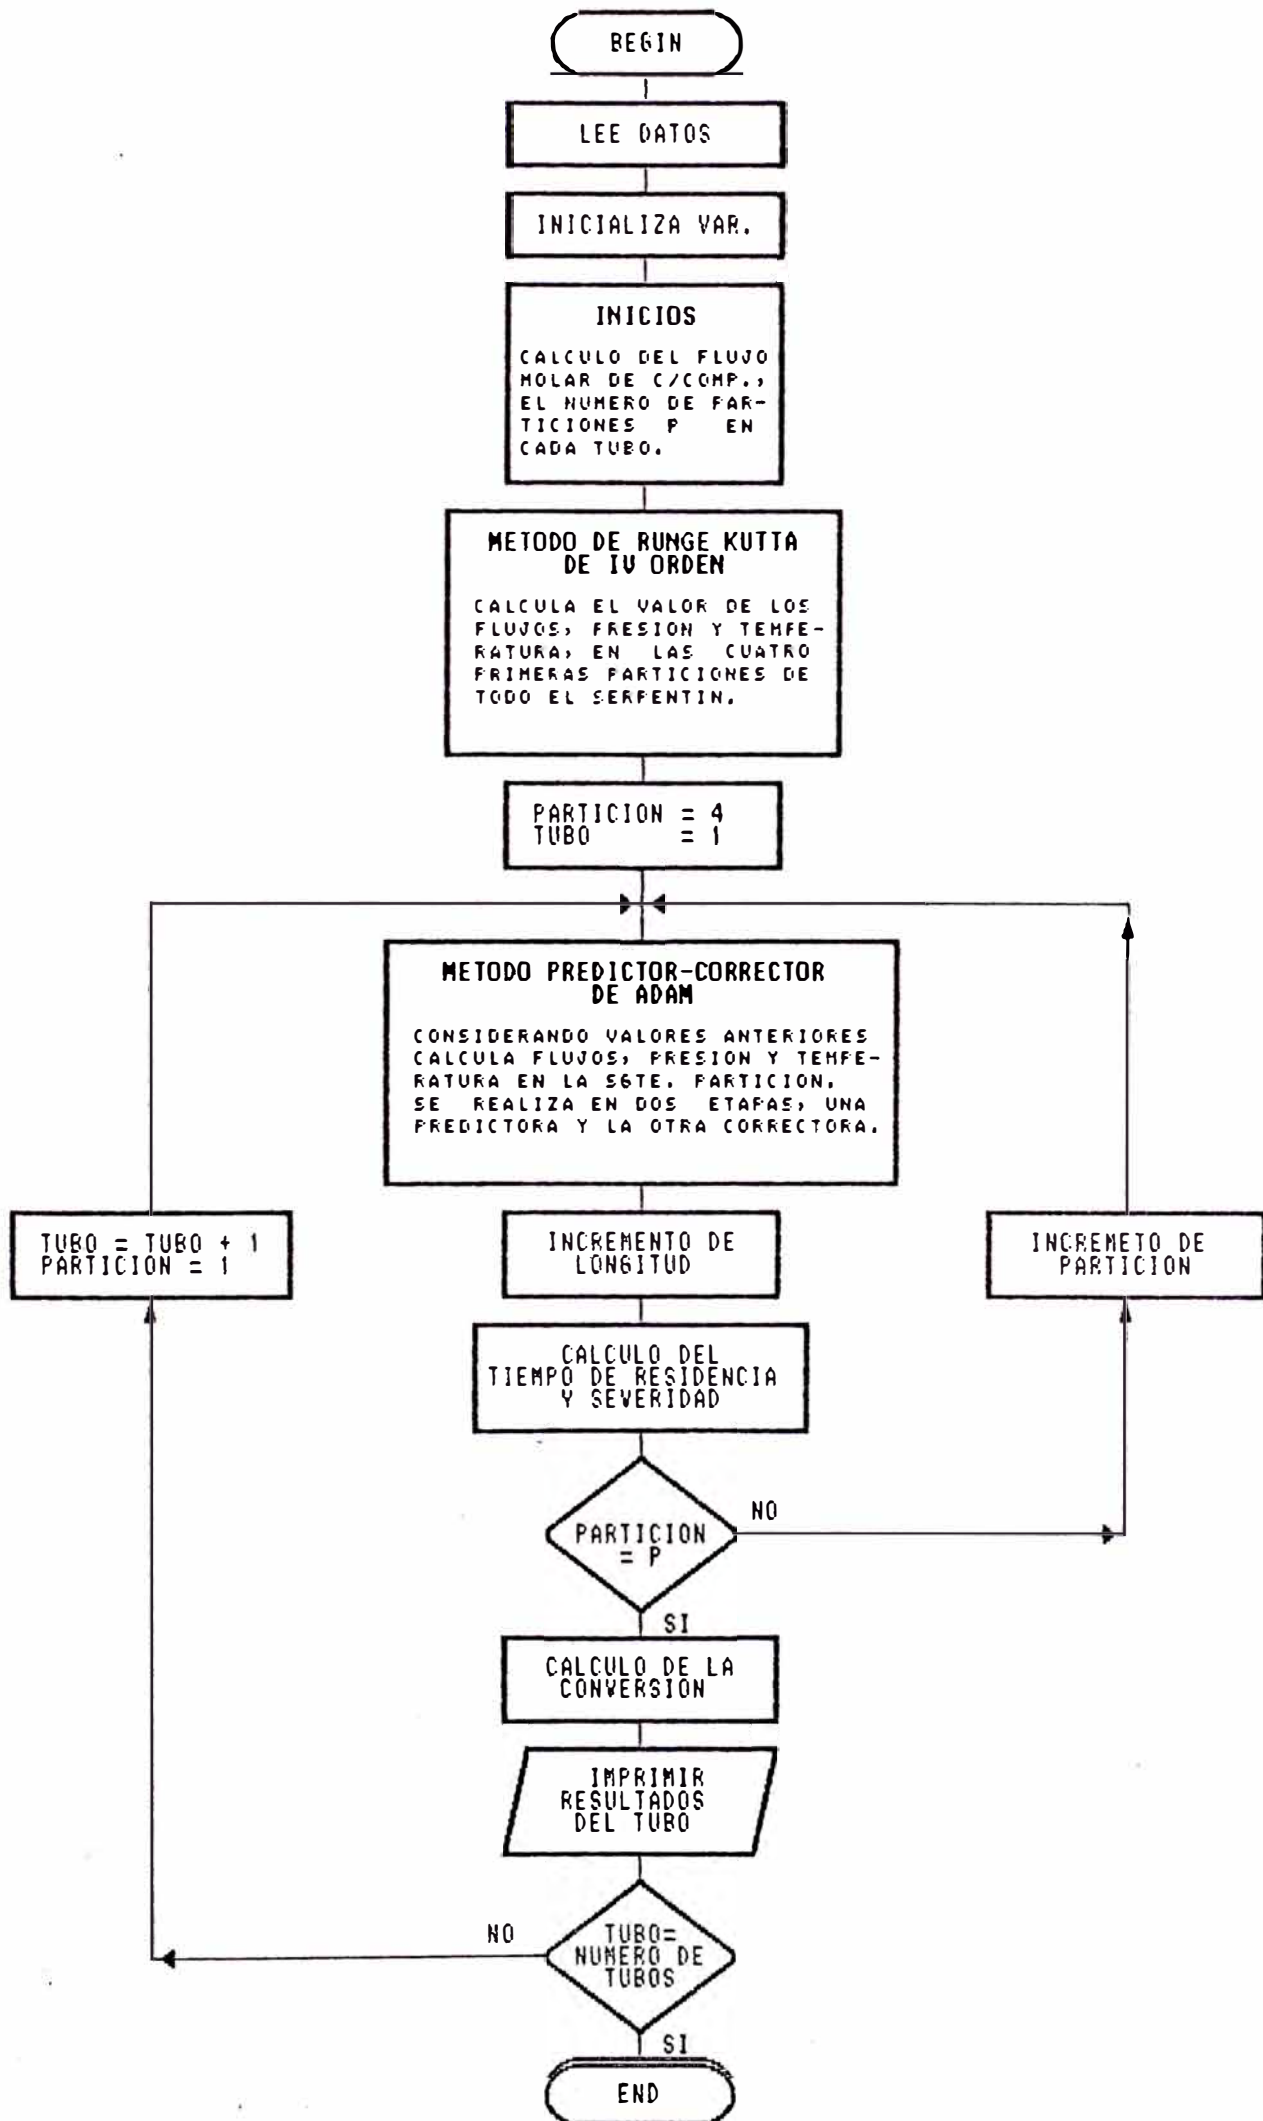 BEGIN
LEE DATOS
INICIALIZA VAR.
INICIOS
CALCULO DEL FLUJO
MOLAR DE C/COMP.,
EL NUMERO DE PAR-
TICIONES P EN
CADA TUBO.
METODO DE RUNGE KUTTA
DE IV ORDEN
CALCULA EL VALOR DE LOS
FLUJOS, PRESION Y TEMPE-
RATURA, EN LAS CUATRO
PRIMERAS PARTICIONES DE
TODO EL SERPENTIN.
PARTICION = 4
TUBO = 1
METODO PREDICTOR-CORRECTOR
DE ADAM
CONSIDERANDO VALORES ANTERIORES
CALCULA FLUJOS, PRESION Y TEMPE-
RATURA EN LA SGTE. PARTICION.
SE REALIZA EN DOS ETAPAS, UNA
PREDICTORA Y LA OTRA CORRECTORA.
TUBO = TUBO + 1
PARTICION = 1
INCREMENTO DE
LONGITUD
INCREMETO DE
PARTICION
CALCULO DEL
TIEMPO DE RESIDENCIA
Y SEVERIDAD
PARTICION
= P
NO
SI
CALCULO DE LA
CONVERSION
IMPRIMIR
RESULTADOS
DEL TUBO
NO
TUBO=
NUMERO DE
TUBOS
SI
END